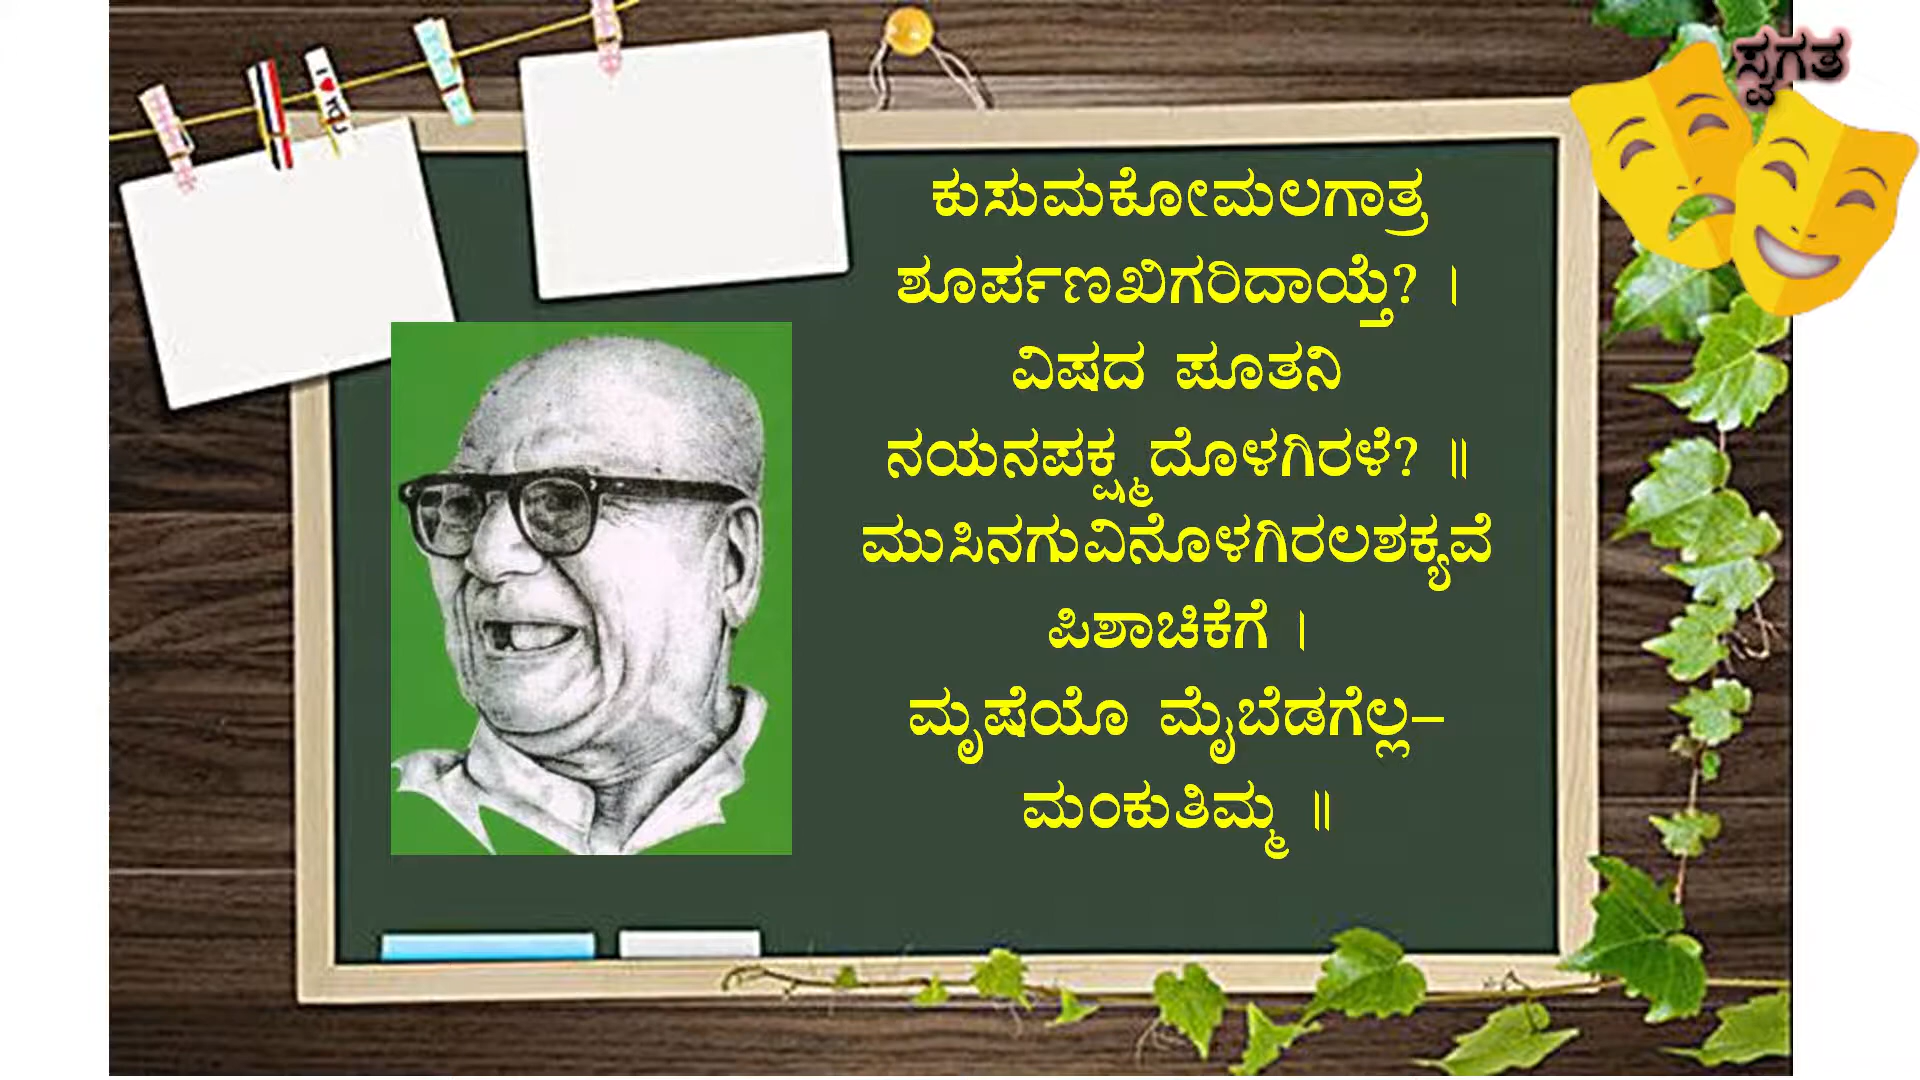 ಸ್ವಗತ
ಕುಸುಮಕೋಮಲಗಾತ್ರ
ಶೂರ್ಪಣಖಿಗರಿದಾಯ್ತೆ? ।
ವಿಷದ ಪೂತನಿ
ನಯನಪಕ್ಷ್ಮದೊಳಗಿರಳೆ? ॥
ಮುಸಿನಗುವಿನೊಳಗಿರಲಶಕ್ಯವೆ
ಪಿಶಾಚಿಕೆಗೆ ।
ಮೃಷೆಯೊ ಮೈಬೆಡಗೆಲ್ಲ–
ಮಂಕುತಿಮ್ಮ ॥